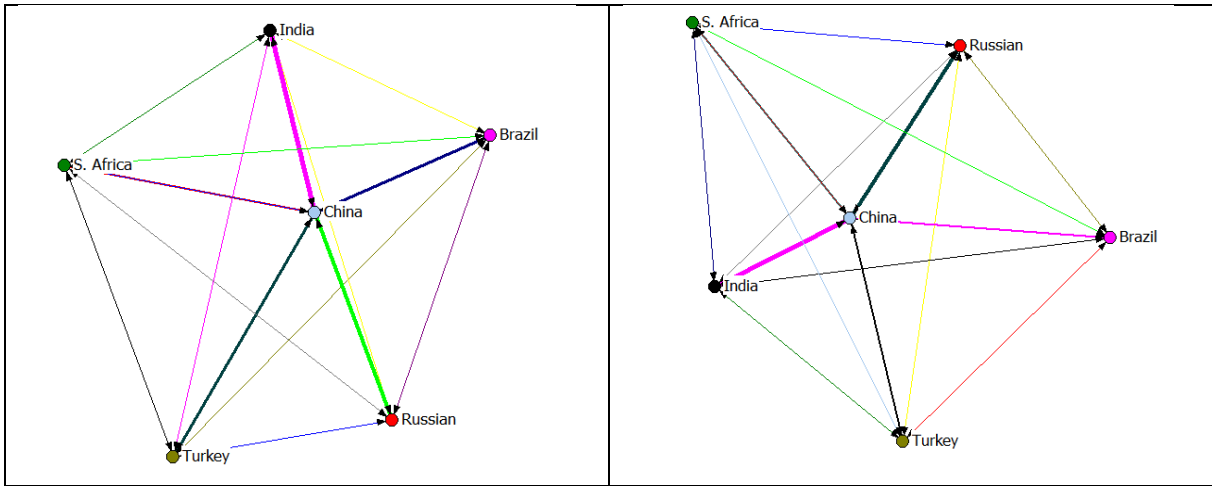 India
Brazil
S. Africa
China
Russian
Turkey
S. Africa
Russian
China
Brazil
India
Turkey